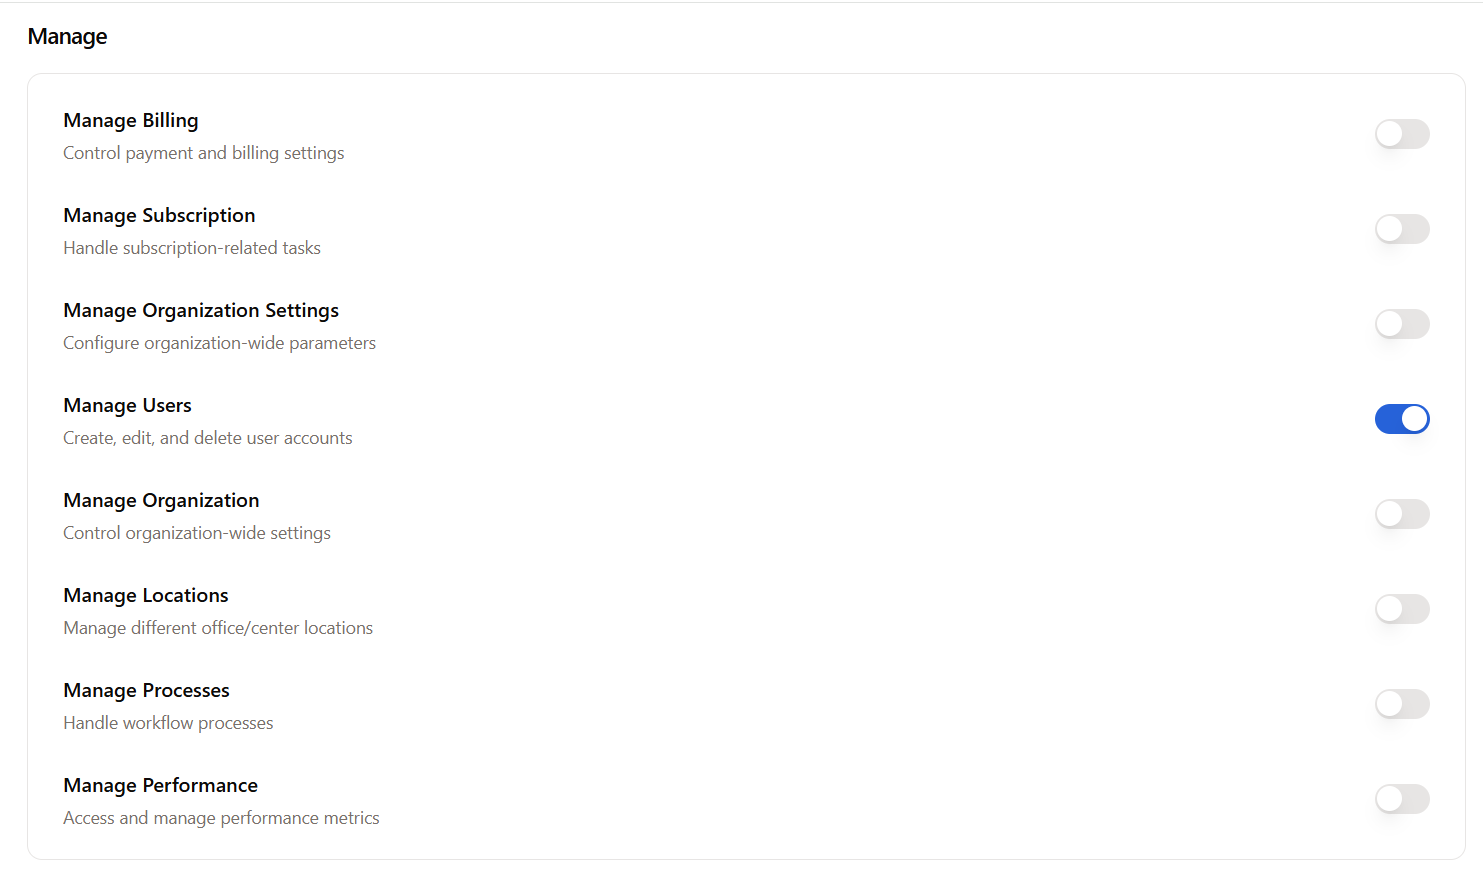 Manage
Manage Billing
Control payment and billing settings
Manage Subscription
Handle subscription-related tasks
Manage Organization Settings
Configure organization-wide parameters
Manage Users
Create, edit, and delete user accounts
Manage Organization
Control organization-wide settings
Manage Locations
Manage different office/center locations
Manage Processes
Handle workflow processes
Manage Performance
Access and manage performance metrics